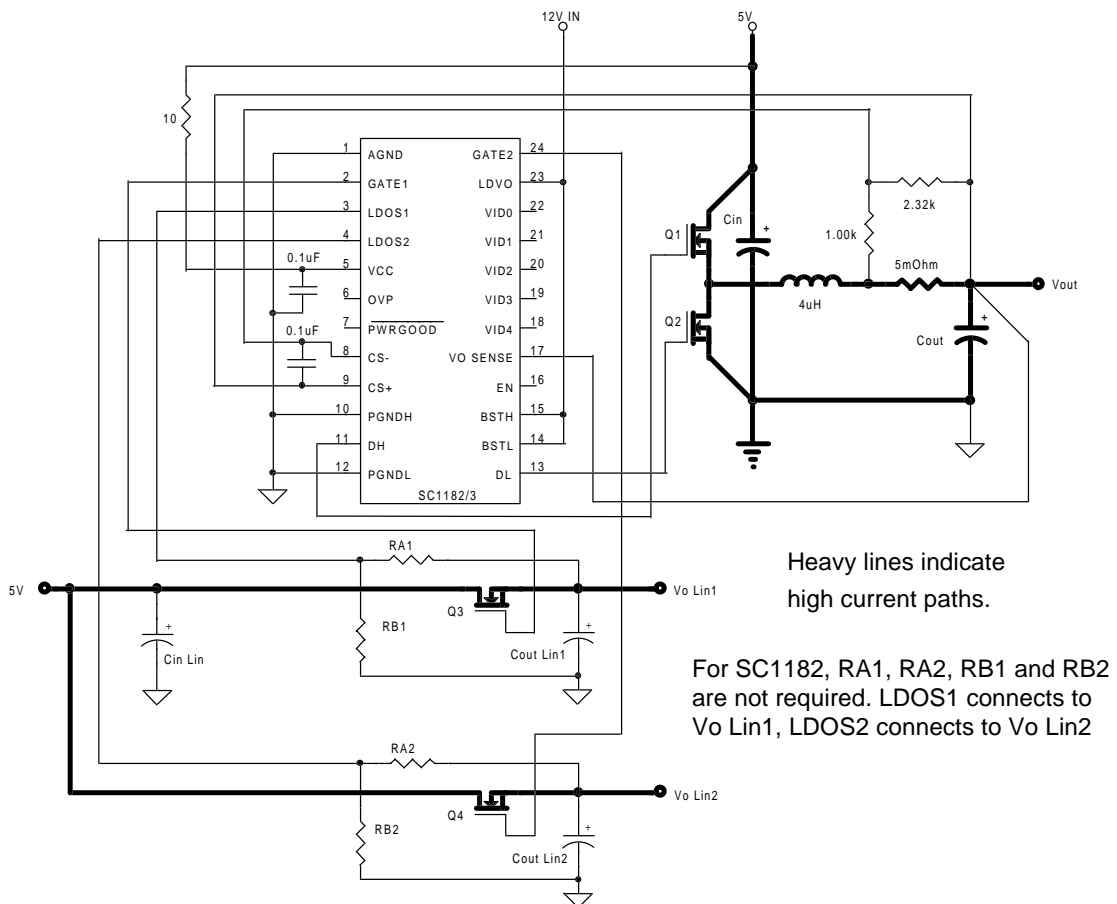 12V IN
5V
10
1
AGND
GATE2
24
2
GATE1
LDVO
23
3
LDOS1
VID0
22
4
LDOS2
VID1
21
0.1uF
5
VCC
VID2
20
6
OVP
VID3
19
0.1uF
7
PWRGOOD
VID4
18
8
CS-
VO SENSE
17
9
CS+
EN
16
10
PGNDH
BSTH
15
11
DH
BSTL
14
12
PGNDL
DL
13
SC1182/3
Q1
Cin
+
2.32k
1.00k
5mOhm
4uH
Vout
Q2
+
Cout
RA1
5V
Vo Lin1
Q3
RB1
+
Cin Lin
+
Cout Lin1
Heavy lines indicate
high current paths.
For SC1182, RA1, RA2, RB1 and RB2
are not required. LDOS1 connects to
Vo Lin1, LDOS2 connects to Vo Lin2
RA2
Vo Lin2
Q4
RB2
+
Cout Lin2